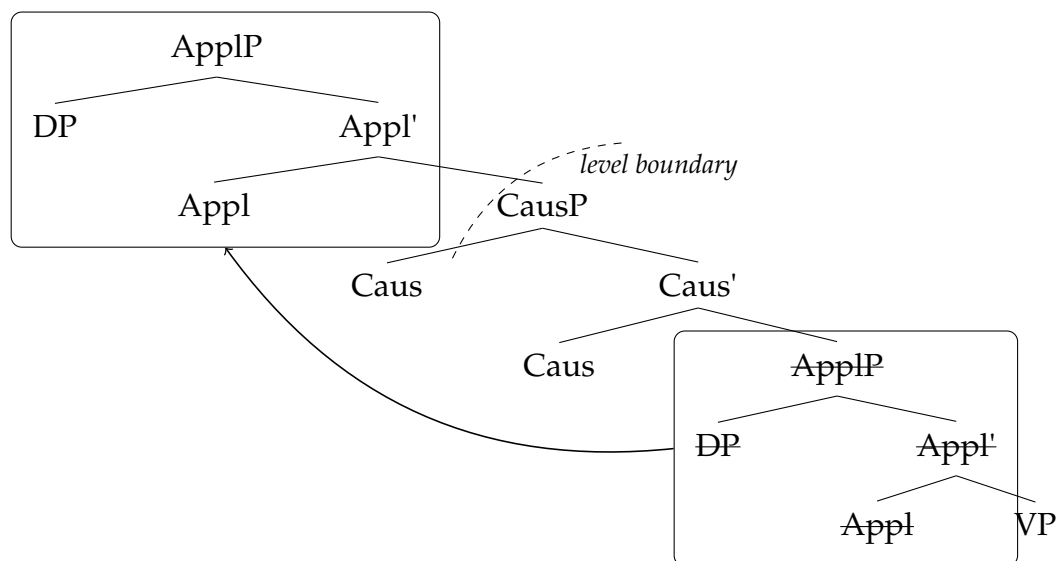 ApplP
DP Appl'
level boundary
Appl CausP
Caus Caus'
Caus ApplP
DP Appl'
Appl VP